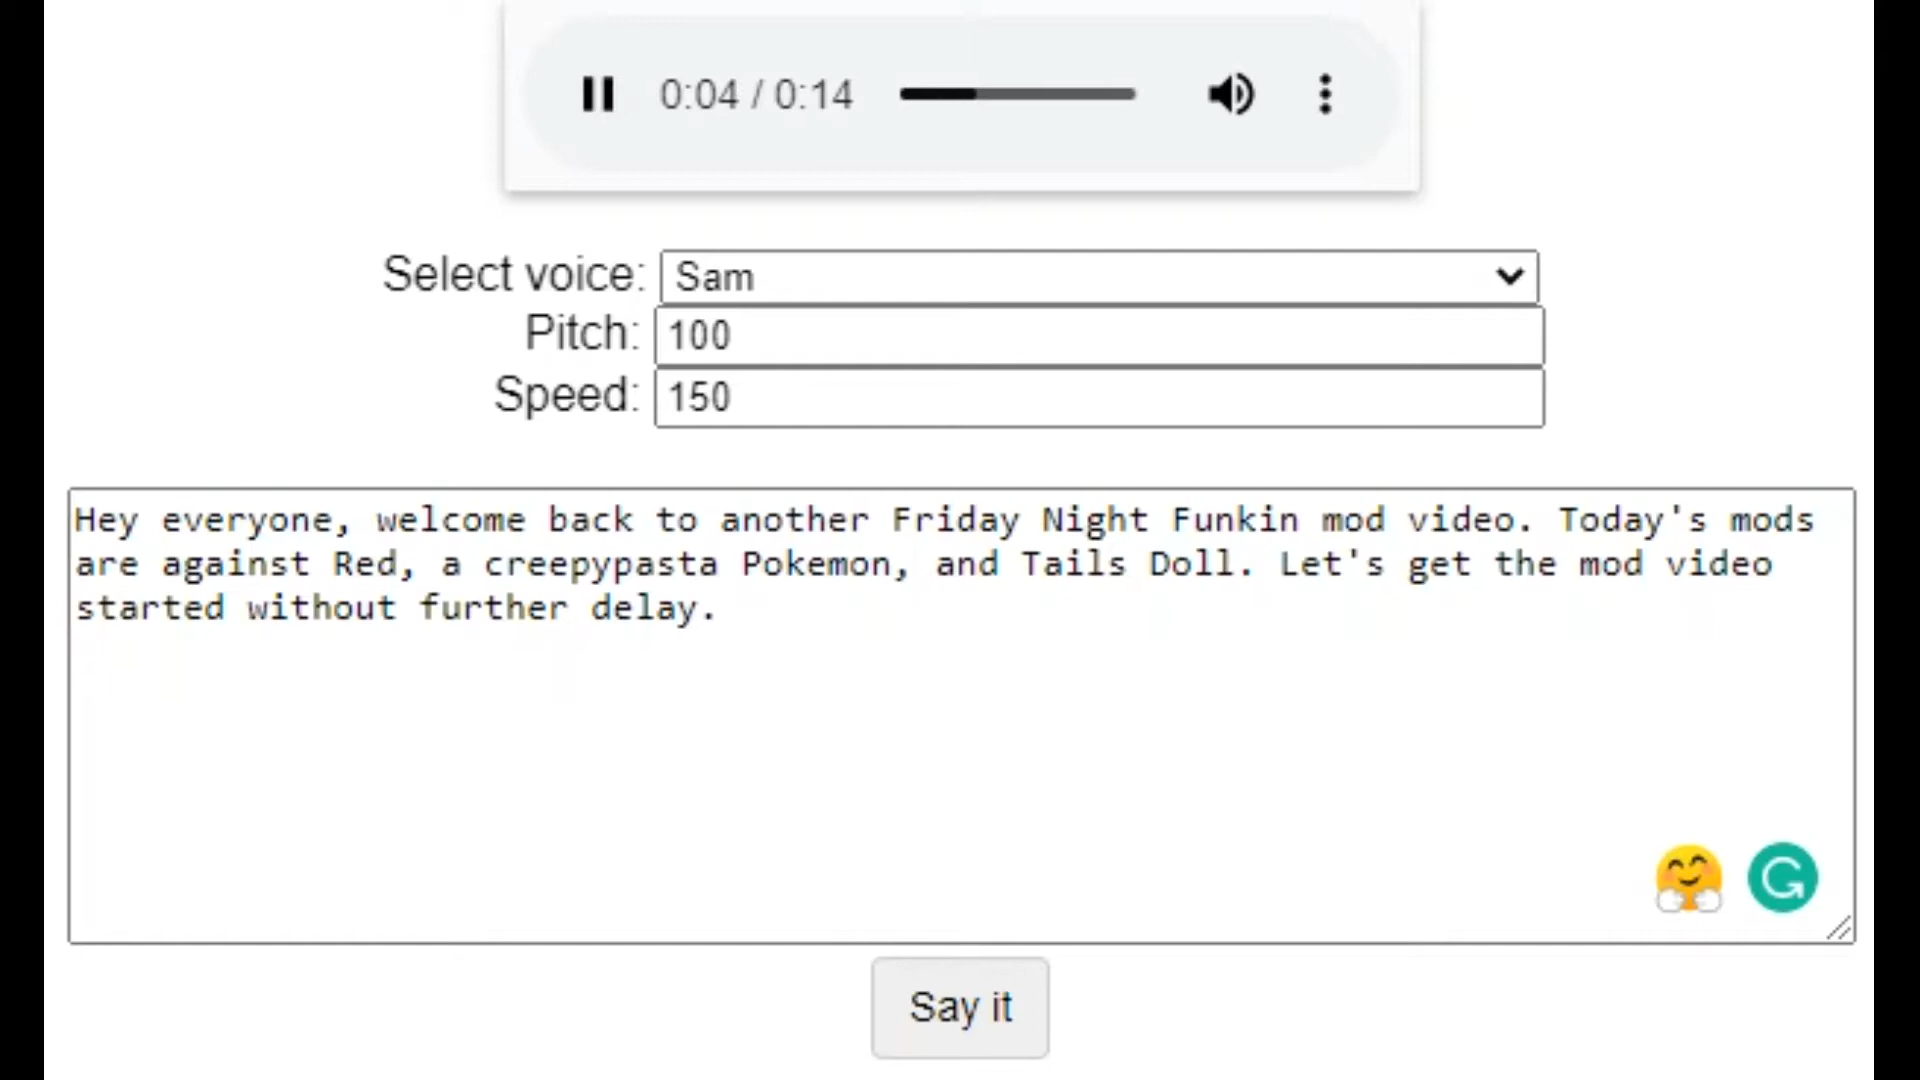 0:04 / 0:14
Select voice: Sam
Pitch: 100
Speed: 150
Hey everyone, welcome back to another Friday Night Funkin mod video. Today's mods
are against Red, a creepypasta Pokemon, and Tails Doll. Let's get the mod video
started without further delay.
Say it